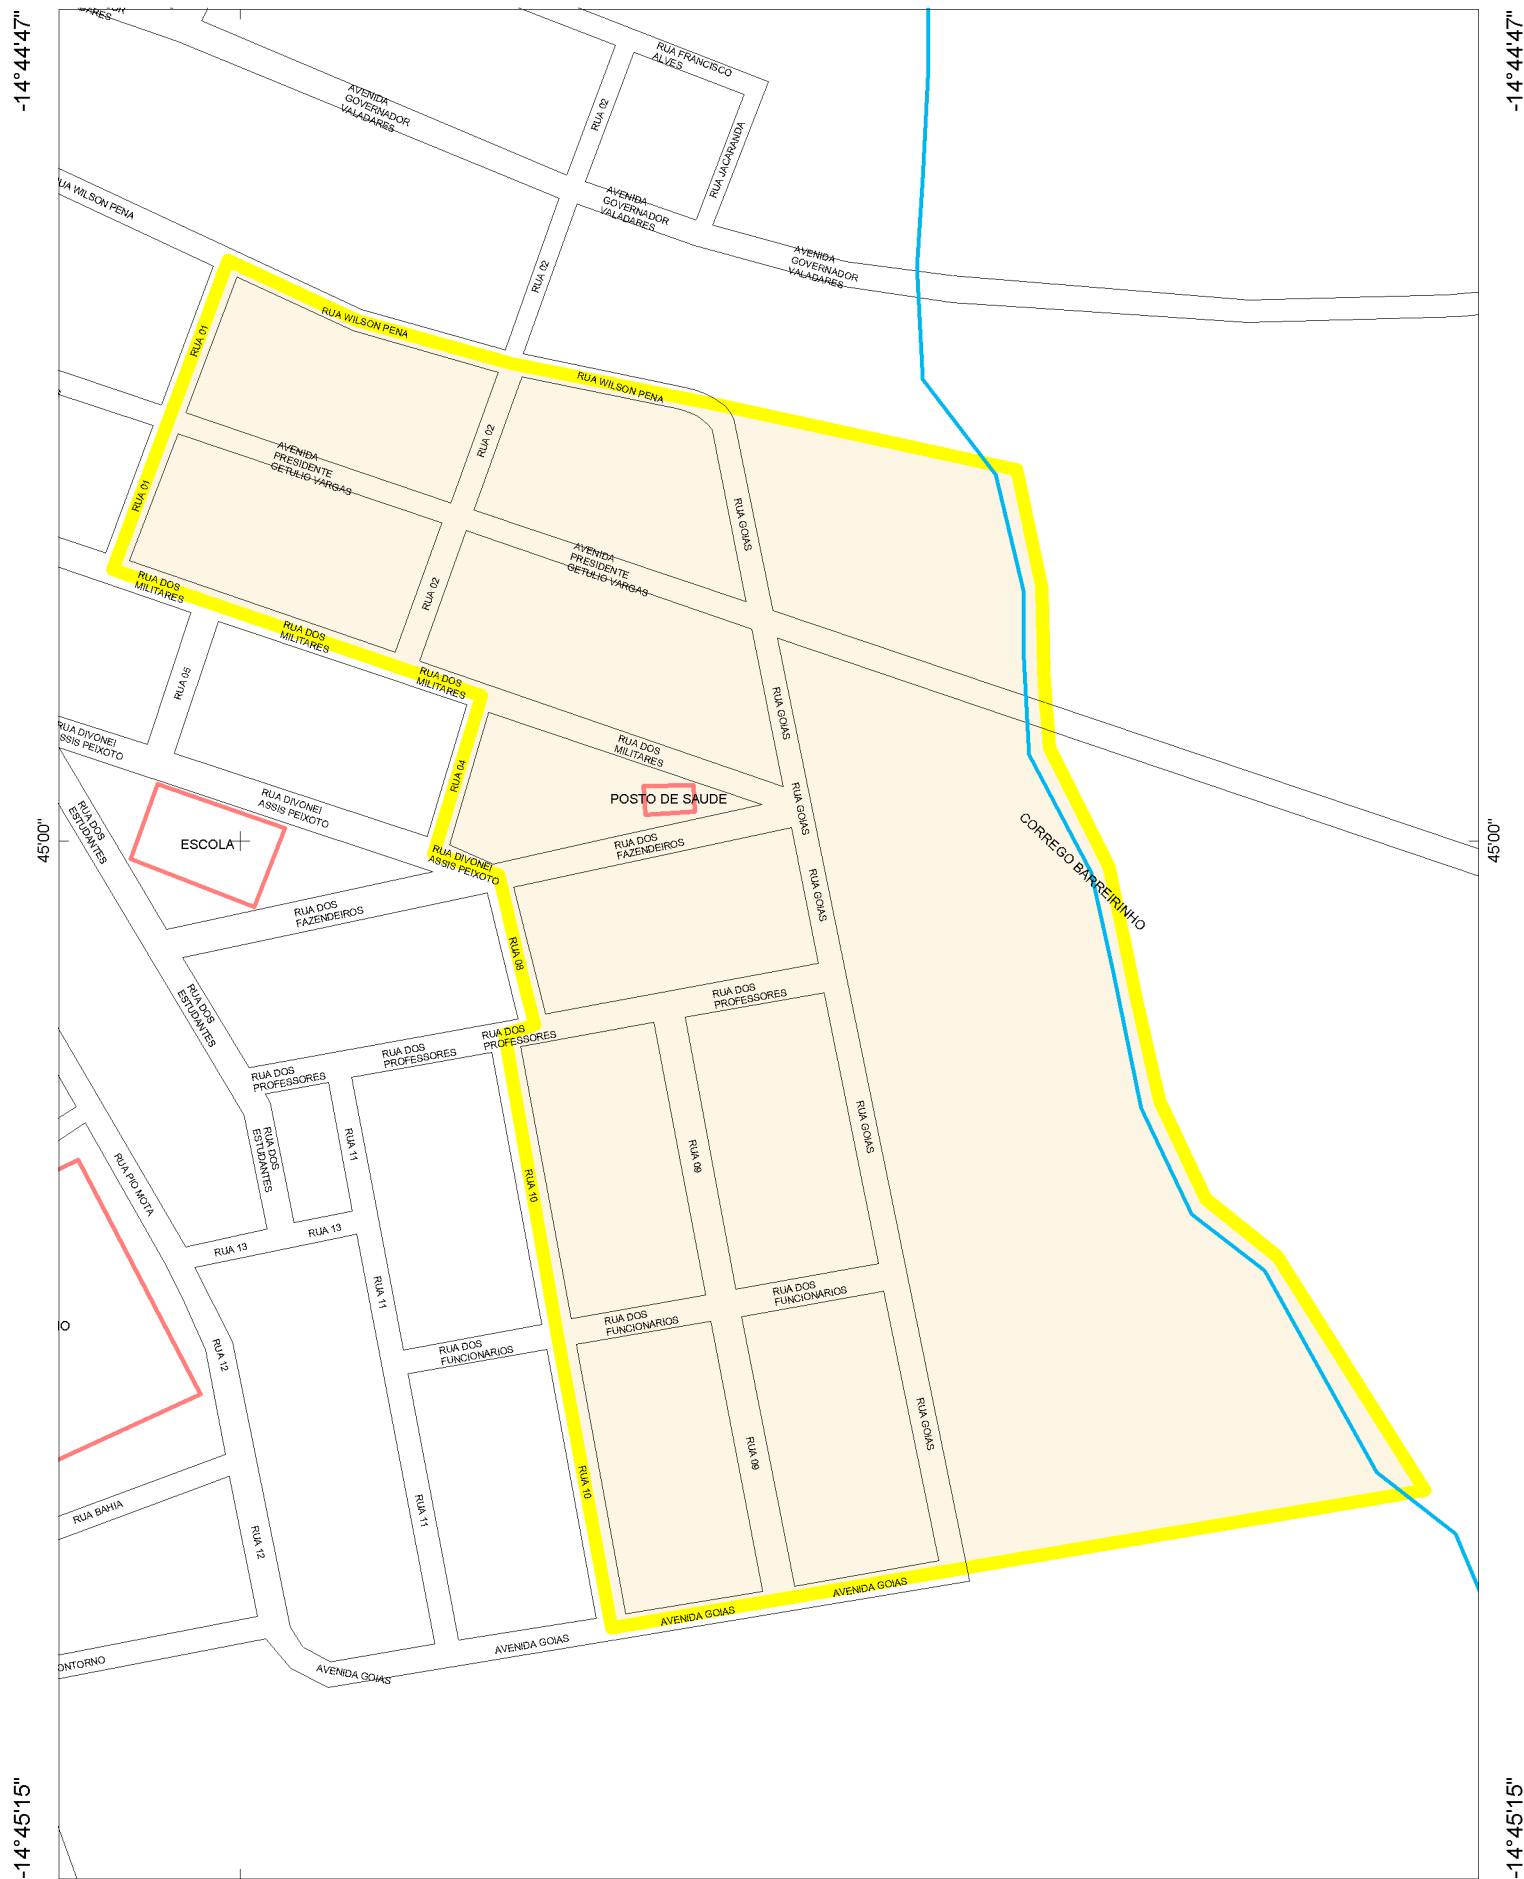 -14°44'47"
-14°44'47"
ARES
RUA FRANCISCO
ALVES
AVENIDA
GOVERNADOR
VALADARES
RUA 02
RUA JACARANDA
RUA WILSON PENA
AVENIDA
GOVERNADOR
VALADARES
AVENIDA
GOVERNADOR
VALADARES
RUA 02
RUA 01
RUA WILSON PENA
RUA WILSON PENA
RUA 02
AVENIDA
PRESIDENTE
GETULIO VARGAS
RUA 01
RUA GOIAS
AVENIDA
PRESIDENTE
GETULIO VARGAS
RUA DOS
MILITARES
RUA 02
RUA DOS
MILITARES
RUA DOS
MILITARES
RUA 05
RUA GOIAS
RUA DIVONEI
ASSIS PEIXOTO
RUA DOS
MILITARES
RUA 04
RUA DIVONEI
ASSIS PEIXOTO
POSTO DE SAUDE
RUA GOIAS
RUA DOS
ESTUDANTES
ESCOLA
45'00"
45'00"
RUA DOS
FAZENDEIROS
RUA DIVONEI
ASSIS PEIXOTO
CORREGO BARREIRINHO
RUA GOIAS
RUA DOS
FAZENDEIROS
RUA 08
RUA DOS
ESTUDANTES
RUA DOS
PROFESSORES
RUA DOS
PROFESSORES
RUA DOS
PROFESSORES
RUA DOS
PROFESSORES
RUA GOIAS
RUA 11
RUA DOS
ESTUDANTES
RUA 09
RUA PIO MOTA
RUA 10
RUA 13
RUA 13
RUA 11
RUA DOS
FUNCIONARIOS
RUA DOS
FUNCIONARIOS
IO
RUA DOS
FUNCIONARIOS
RUA 12
RUA GOIAS
RUA 09
RUA 10
RUA BAHIA
RUA 11
RUA 12
AVENIDA GOIAS
AVENIDA GOIAS
AVENIDA GOIAS
ONTORNO
AVENIDA GOIAS
-14°45'15"
-14°45'15"